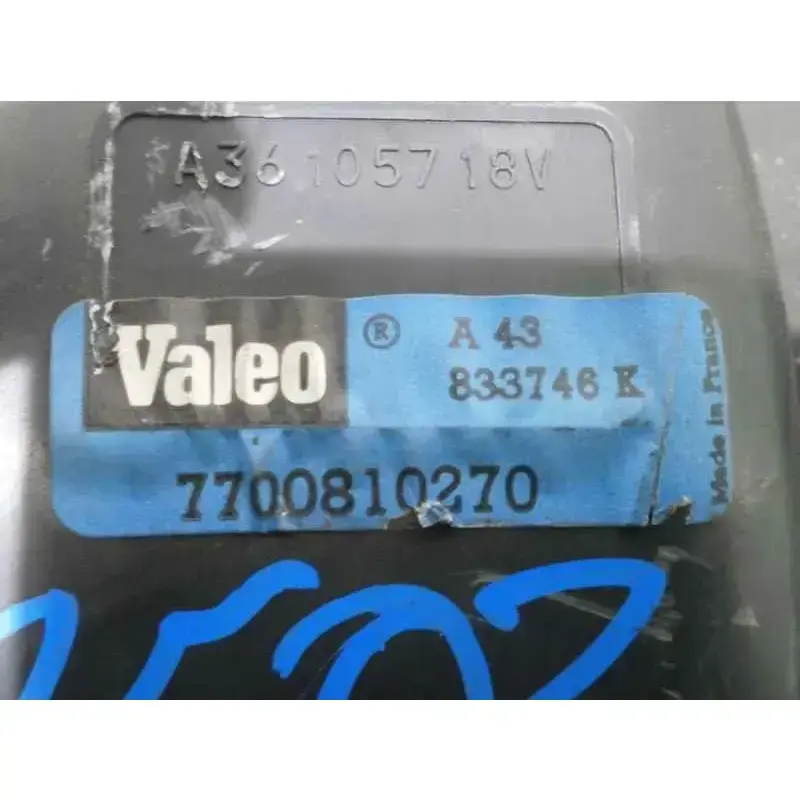 A36105718V
Valeo ® A 43
833746 K
7700810270
Made in France